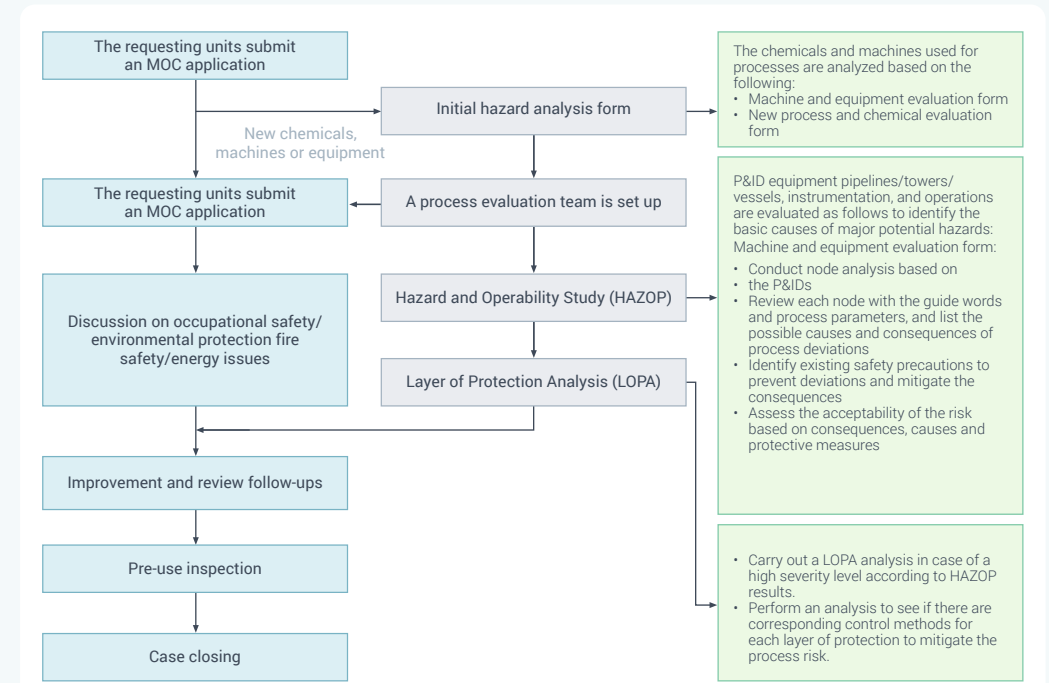 The requesting units submit
an MOC application
Initial hazard analysis form
New chemicals,
machines or equipment
The requesting units submit
an MOC application
A process evaluation team is set up
Discussion on occupational safety/
environmental protection fire
safety/energy issues
Hazard and Operability Study (HAZOP)
Layer of Protection Analysis (LOPA)
Improvement and review follow-ups
Pre-use inspection
Case closing
The chemicals and machines used for
processes are analyzed based on the
following:
• Machine and equipment evaluation form
• New process and chemical evaluation
form
P&ID equipment pipelines/towers/
vessels, instrumentation, and operations
are evaluated as follows to identify the
basic causes of major potential hazards:
Machine and equipment evaluation form:
• Conduct node analysis based on
• the P&IDs
• Review each node with the guide words
and process parameters, and list the
possible causes and consequences of
process deviations
• Identify existing safety precautions to
prevent deviations and mitigate the
consequences
• Assess the acceptability of the risk
based on consequences, causes and
protective measures
• Carry out a LOPA analysis in case of a
high severity level according to HAZOP
results.
• Perform an analysis to see if there are
corresponding control methods for
each layer of protection to mitigate the
process risk.